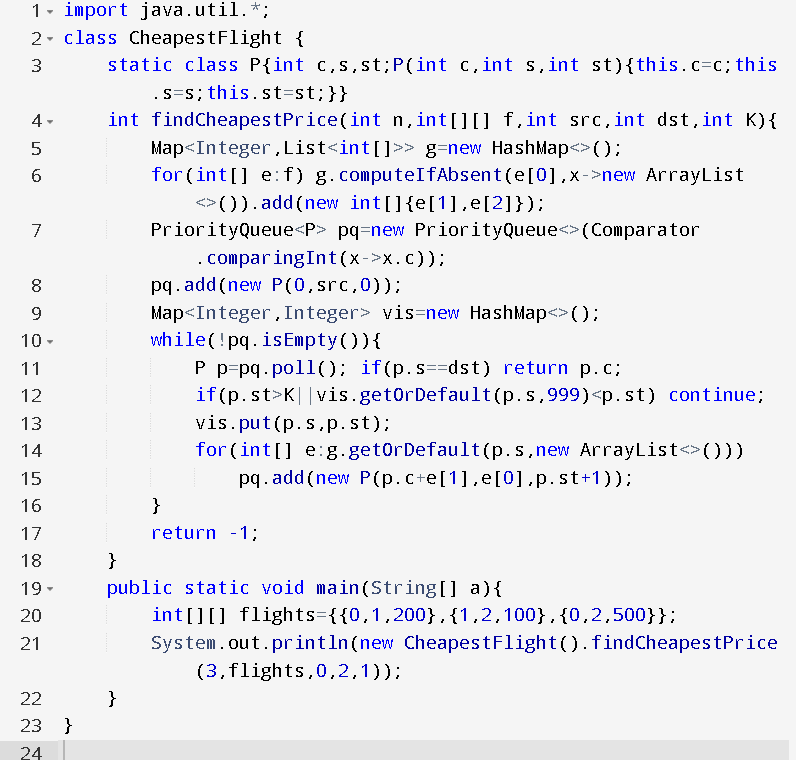 1 import java.util.*;
2 class CheapestFlight {
3 static class P{int c,s,st;P(int c,int s,int st){this.c=c;this
.s=s;this.st=st;}}
4 int findCheapestPrice(int n,int[][] f,int src,int dst,int K){
5 Map<Integer,List<int[]>> g=new HashMap<>();
6 for(int[] e:f) g.computeIfAbsent(e[0],x->new ArrayList
<>()).add(new int[]{e[1],e[2]});
7 PriorityQueue<P> pq=new PriorityQueue<>(Comparator
.comparingInt(x->x.c));
8 pq.add(new P(0,src,0));
9 Map<Integer,Integer> vis=new HashMap<>();
10 while(!pq.isEmpty()){
11 P p=pq.poll(); if(p.s==dst) return p.c;
12 if(p.st>K||vis.getOrDefault(p.s,999)<p.st) continue;
13 vis.put(p.s,p.st);
14 for(int[] e:g.getOrDefault(p.s,new ArrayList<>()))
15 pq.add(new P(p.c+e[1],e[0],p.st+1));
16 }
17 return -1;
18 }
19 public static void main(String[] a){
20 int[][] flights={{0,1,200},{1,2,100},{0,2,500}};
21 System.out.println(new CheapestFlight().findCheapestPrice
(3,flights,0,2,1));
22 }
23 }
24